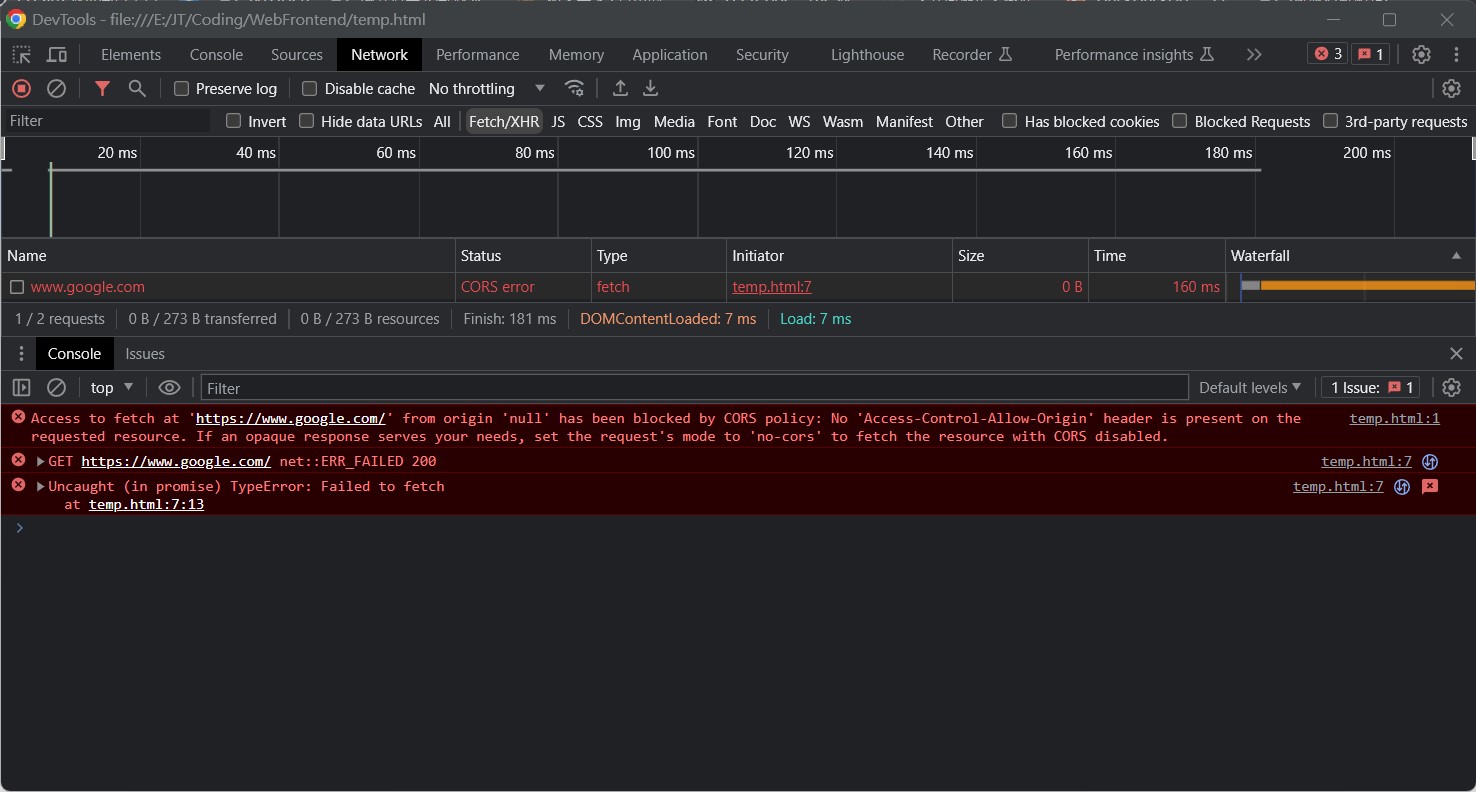 DevTools - file:///E:/JT/Coding/WebFrontend/temp.html
Elements Console Sources Network Performance Memory Application Security Lighthouse Recorder Performance insights 3 1
Preserve log Disable cache No throttling
Filter Invert Hide data URLs All Fetch/XHR JS CSS Img Media Font Doc WS Wasm Manifest Other Has blocked cookies Blocked Requests 3rd-party requests
20 ms 40 ms 60 ms 80 ms 100 ms 120 ms 140 ms 160 ms 180 ms 200 ms
Name Status Type Initiator Size Time Waterfall
www.google.com CORS error fetch temp.html:7 0 B 160 ms
1 / 2 requests 0 B / 273 B transferred 0 B / 273 B resources Finish: 181 ms DOMContentLoaded: 7 ms Load: 7 ms
Console Issues
top Filter Default levels 1 Issue: 1
Access to fetch at 'https://www.google.com/' from origin 'null' has been blocked by CORS policy: No 'Access-Control-Allow-Origin' header is present on the temp.html:1
requested resource. If an opaque response serves your needs, set the request's mode to 'no-cors' to fetch the resource with CORS disabled.
GET https://www.google.com/ net::ERR_FAILED 200 temp.html:7
Uncaught (in promise) TypeError: Failed to fetch temp.html:7
at temp.html:7:13